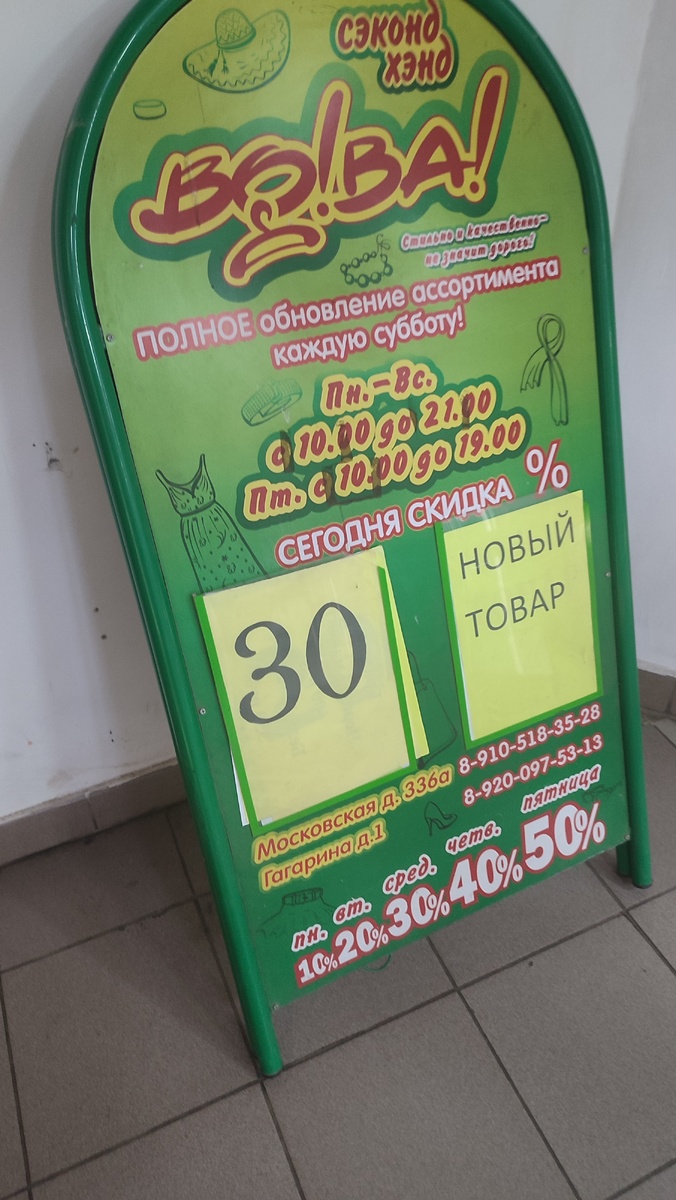 СЭКОНД
ХЭНД
ВО!ВА!
Стильно и качественно-
не значит дорого!
ПОЛНОЕ обновление ассортимента
каждую субботу!
Пн.-Вс.
с 10.00 до 21.00
Пт. с 10.00 до 19.00
СЕГОДНЯ СКИДКА %
30
НОВЫЙ
ТОВАР
8-910-518-35-28
8-920-097-53-13
Московская д. 336а
Гагарина д.1
пн. вт. сред. четв. пятница
10% 20% 30% 40% 50%